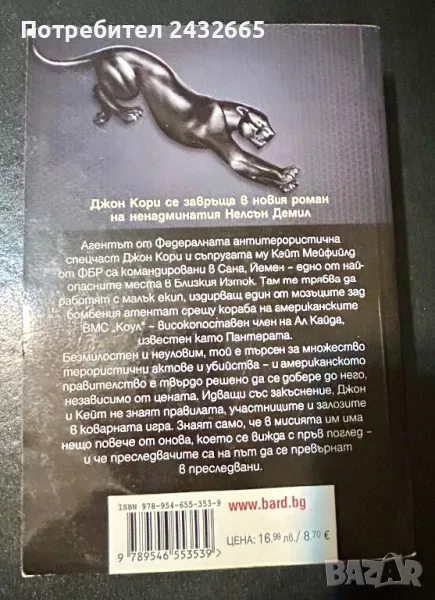 Потребител 2432665
Джон Кори се завръща в новия роман
на ненадминатия Нелсън Демил
Агентът от Федералната антитерористична
спецчаст Джон Кори и съпругата му Кейт Мейфийлд
от ФБР са командировани в Сана, Йемен – едно от най-
опасните места в Близкия Изток. Там те трябва да
работят с малък екип, издирващ един от мозъците зад
бомбения атентат срещу кораба на американските
ВМС „Коул“ – високопоставен член на Ал Кайда,
известен като Пантерата.
Безмилостен и неуловим, той е търсен за множество
терористични актове и убийства – и американското
правителство е твърдо решено да се добере до него,
независимо от цената. Идващи със закъснение, Джон
и Кейт не знаят правилата, участниците и залозите
в коварната игра. Знаят само, че в мисията им има
нещо повече от онова, което се вижда с пръв поглед –
и че преследвачите са на път да се превърнат
в преследвани.
ISBN 978-954-655-353-9
9 789546 553539
www.bard.bg
ЦЕНА: 16.99 лв./ 8.70 €
BAZAR